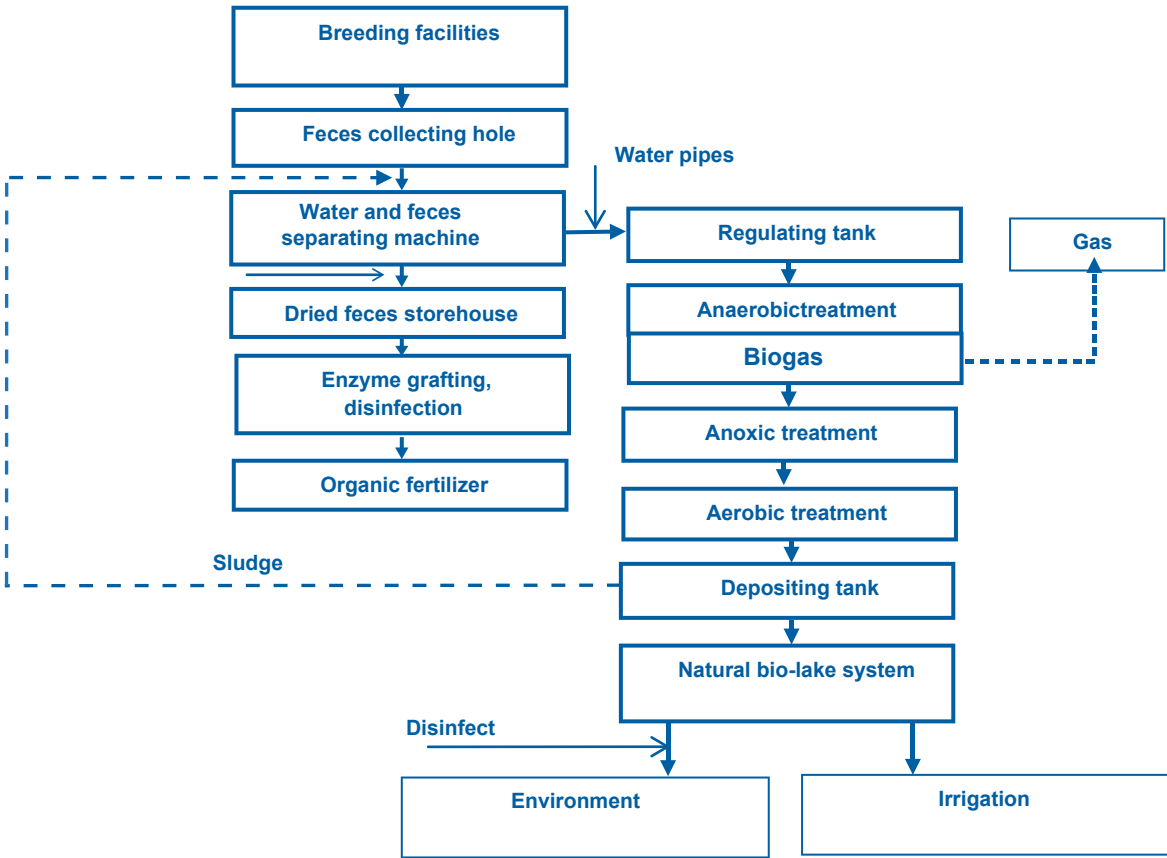 Breeding facilities
Feces collecting hole
Water pipes
Water and feces
separating machine
Regulating tank
Gas
Dried feces storehouse
Anaerobictreatment
Biogas
Enzyme grafting,
disinfection
Anoxic treatment
Organic fertilizer
Aerobic treatment
Sludge
Depositing tank
Natural bio-lake system
Disinfect
Environment
Irrigation